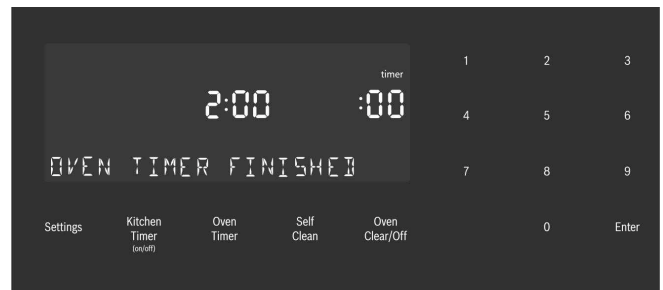 timer
2:00 :00
OVEN TIMER FINISHED
Settings
Kitchen
Timer
(on/off)
Oven
Timer
Self
Clean
Oven
Clear/Off
1 2 3
4 5 6
7 8 9
0 Enter